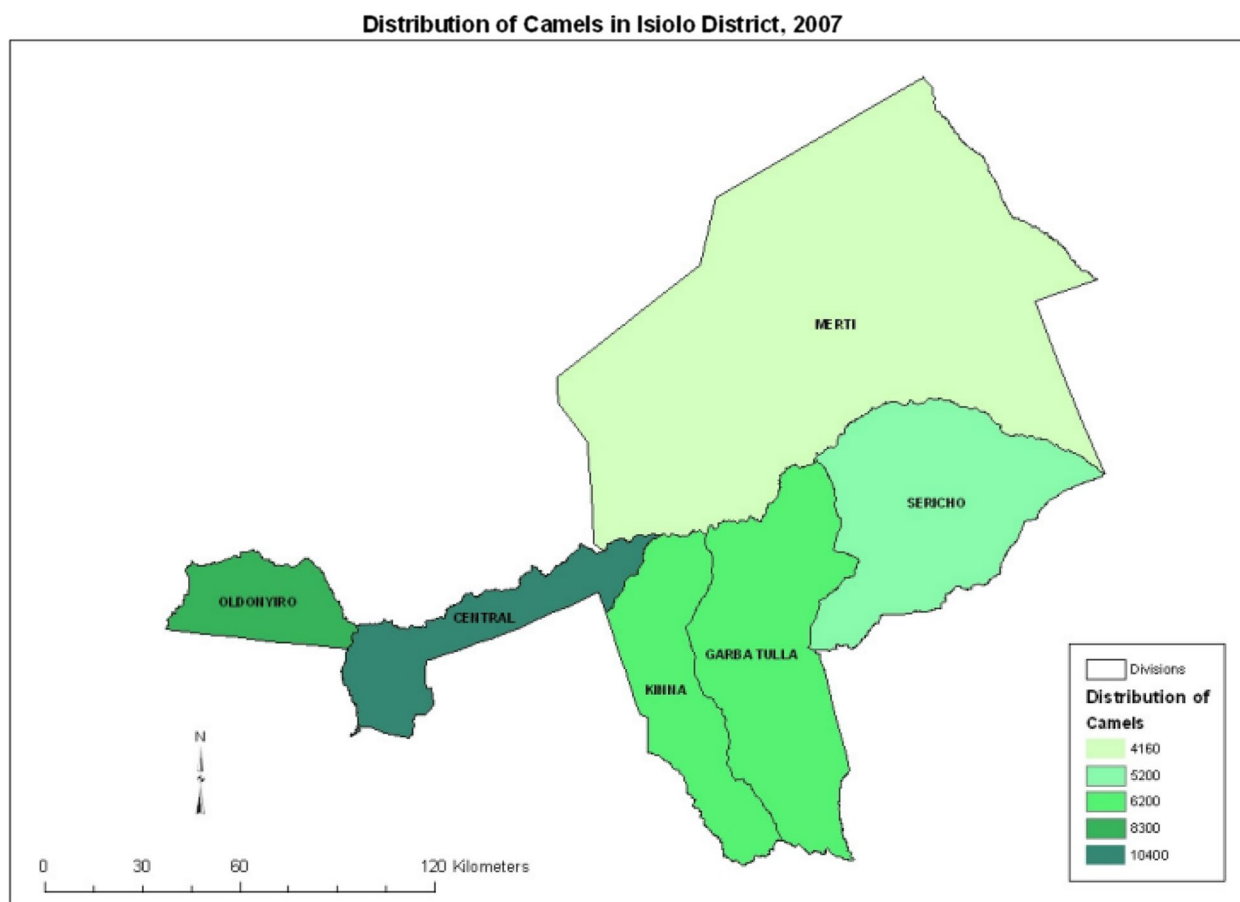 Distribution of Camels in Isiolo District, 2007
MERTI
SERICHO
OLDONYIRO
CENTRAL
GARBA TULLA
KINNA
N
0 30 60 120 Kilometers
Divisions
Distribution of
Camels
4160
5200
6200
8300
10400